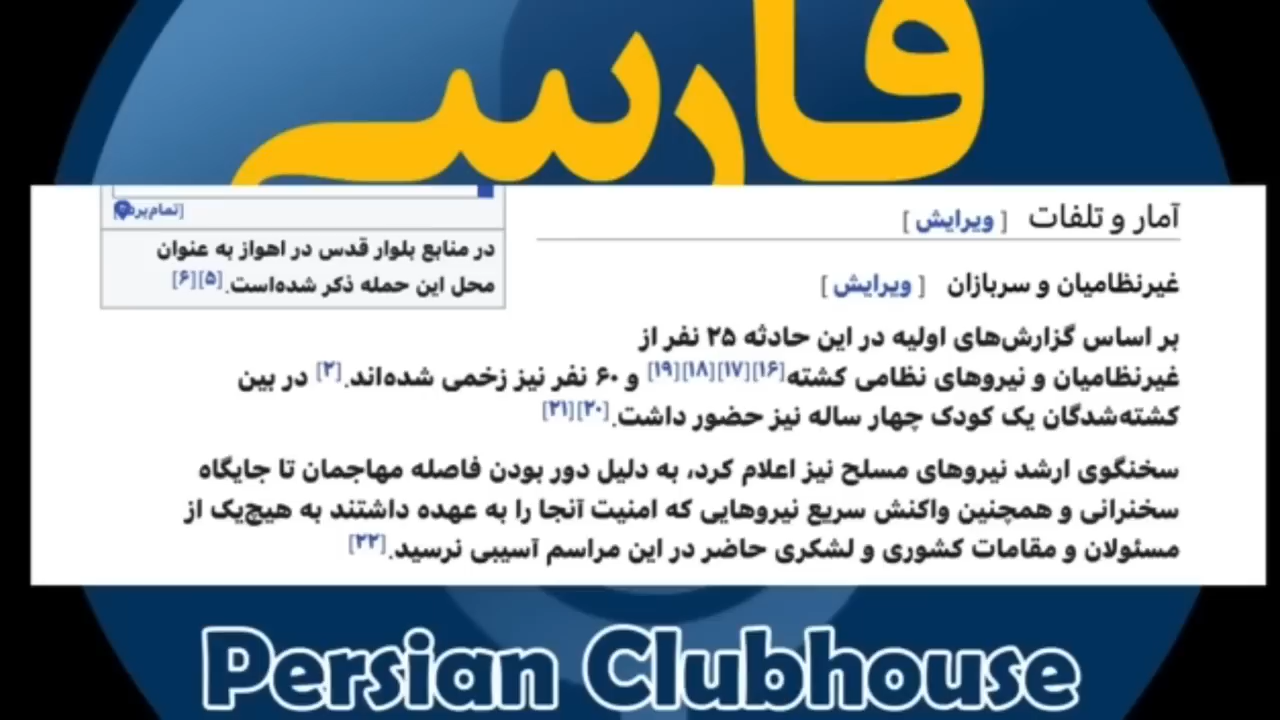 فارسی
آمار و تلفات [ ویرایش ]
[تمام‌پرده]
در منابع بلوار قدس در اهواز به عنوان
محل این حمله ذکر شده‌است.[۵][۶]
غیرنظامیان و سربازان [ ویرایش ]
بر اساس گزارش‌های اولیه در این حادثه ۲۵ نفر از
غیرنظامیان و نیروهای نظامی کشته[۱۶][۱۷][۱۸][۱۹] و ۶۰ نفر نیز زخمی شده‌اند.[۲] در بین
کشته‌شدگان یک کودک چهار ساله نیز حضور داشت.[۲۰][۲۱]
سخنگوی ارشد نیروهای مسلح نیز اعلام کرد، به دلیل دور بودن فاصله مهاجمان تا جایگاه
سخنرانی و همچنین واکنش سریع نیروهایی که امنیت آنجا را به عهده داشتند به هیچ‌یک از
مسئولان و مقامات کشوری و لشکری حاضر در این مراسم آسیبی نرسید.[۲۲]
Persian Clubhouse